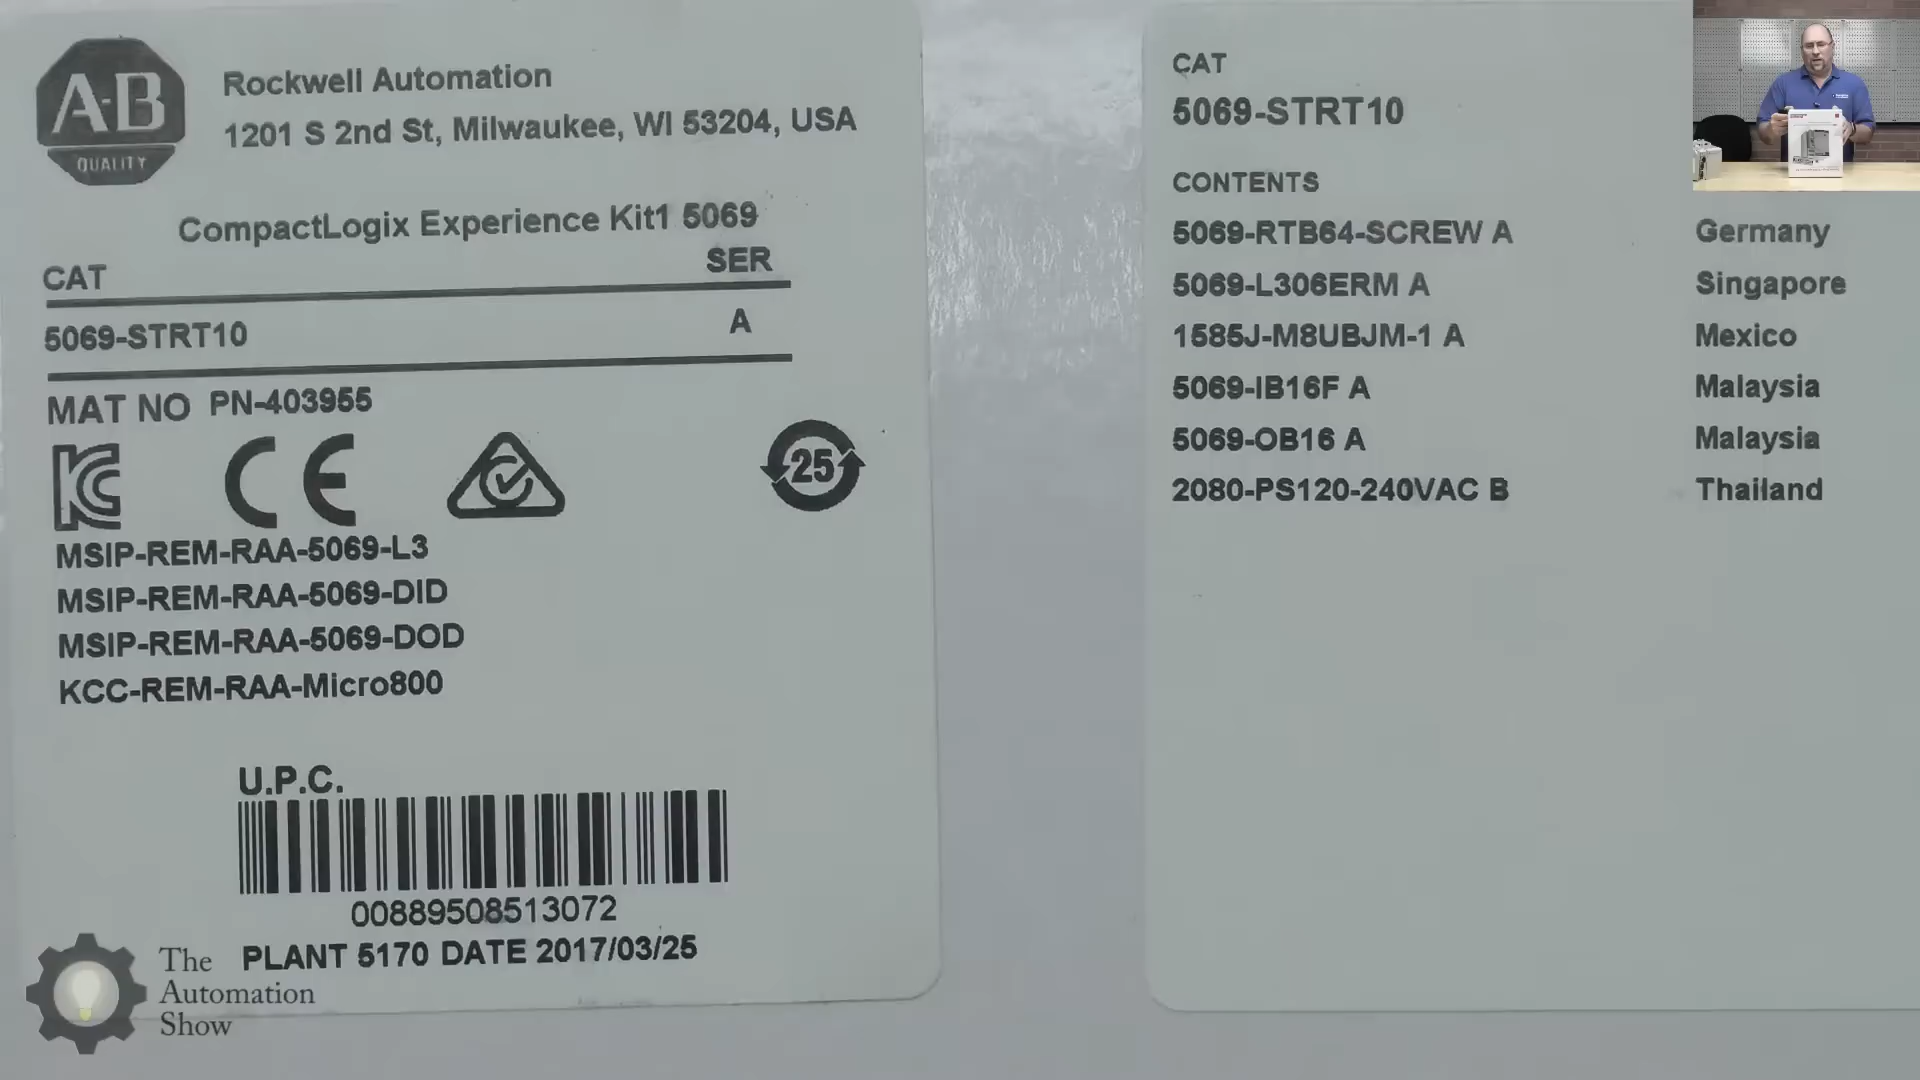 A-B
QUALITY
Rockwell Automation
1201 S 2nd St, Milwaukee, WI 53204, USA
CompactLogix Experience Kit1 5069
CAT SER
5069-STRT10 A
MAT NO PN-403955
KC CE 25
MSIP-REM-RAA-5069-L3
MSIP-REM-RAA-5069-DID
MSIP-REM-RAA-5069-DOD
KCC-REM-RAA-Micro800
U.P.C.
00889508513072
PLANT 5170 DATE 2017/03/25
The
Automation
Show
CAT
5069-STRT10
CONTENTS
5069-RTB64-SCREW A Germany
5069-L306ERM A Singapore
1585J-M8UBJM-1 A Mexico
5069-IB16F A Malaysia
5069-OB16 A Malaysia
2080-PS120-240VAC B Thailand